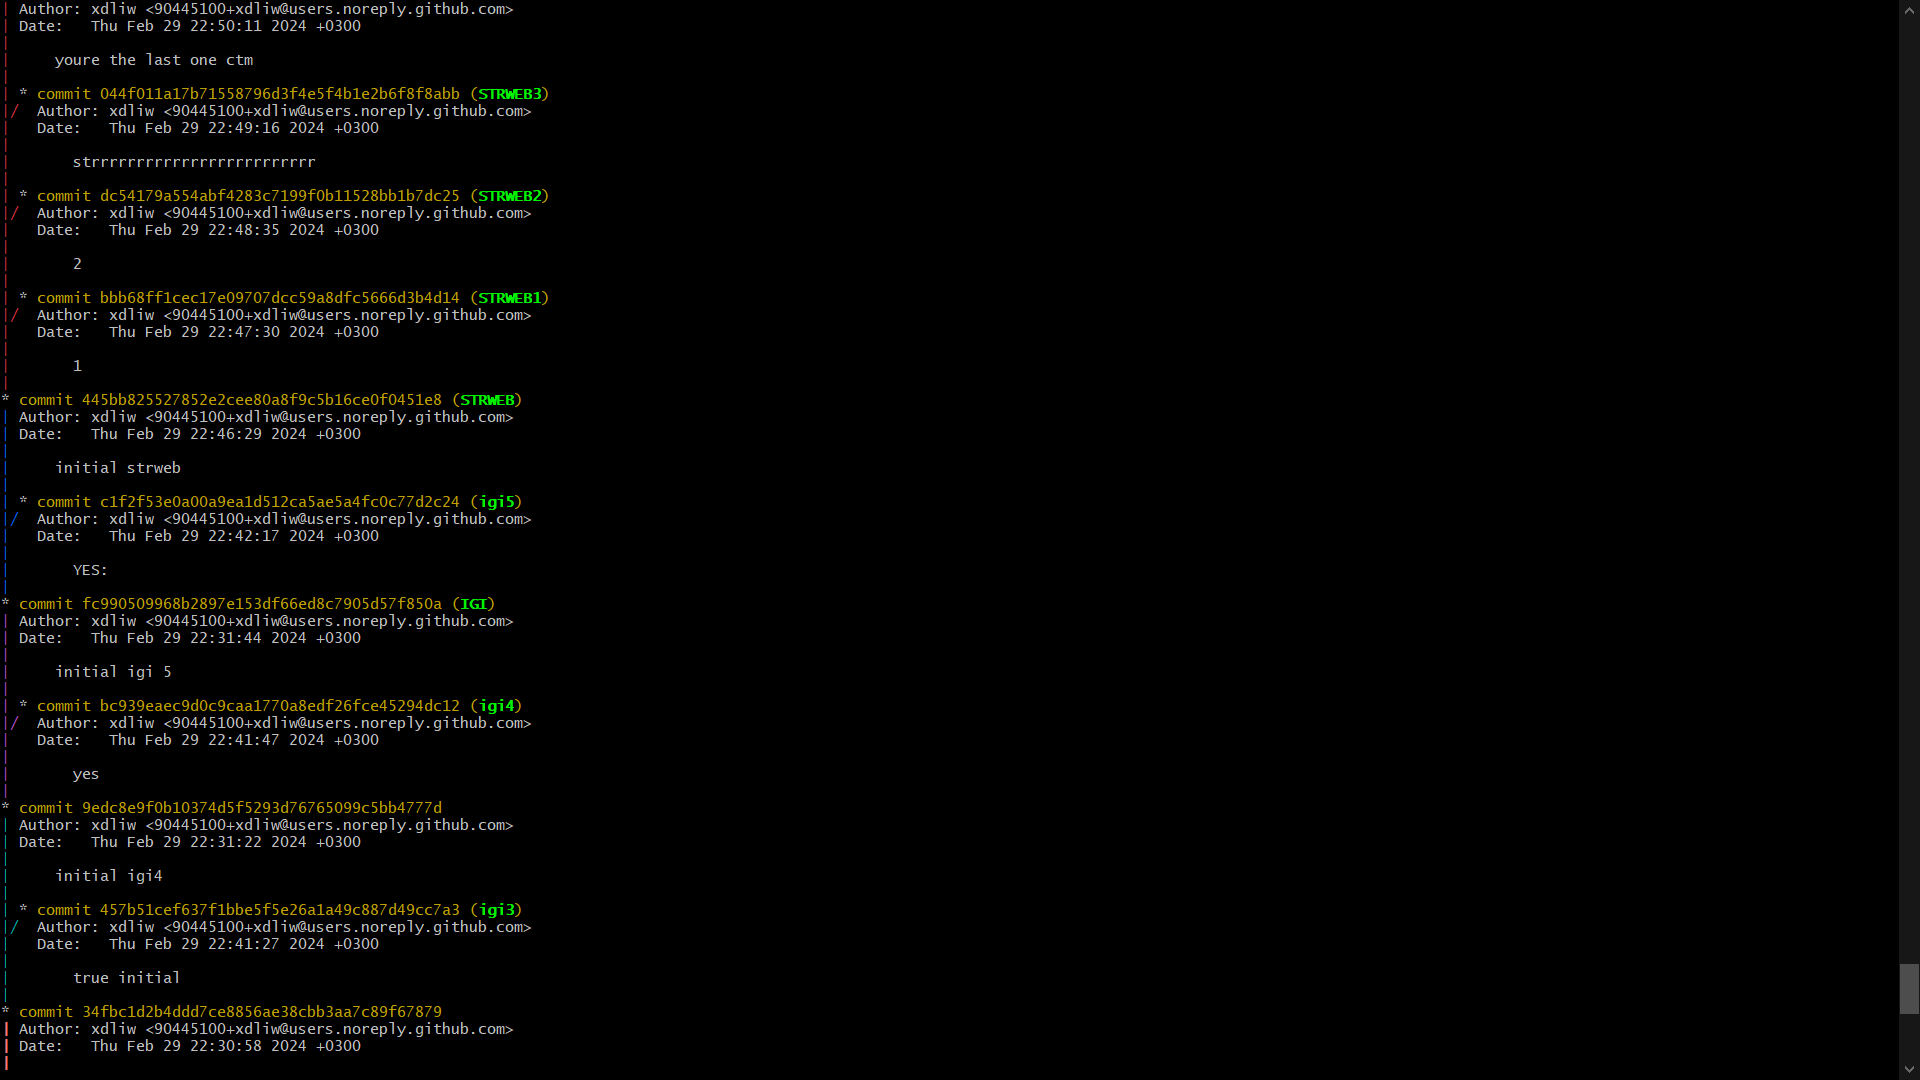 | Author: xdliw <90445100+xdliw@users.noreply.github.com>
| Date:   Thu Feb 29 22:50:11 2024 +0300
|
|     youre the last one ctm
|
| * commit 044f011a17b71558796d3f4e5f4b1e2b6f8f8abb (STRWEB3)
|/  Author: xdliw <90445100+xdliw@users.noreply.github.com>
|   Date:   Thu Feb 29 22:49:16 2024 +0300
|
|       strrrrrrrrrrrrrrrrrrrrrrrrr
|
| * commit dc54179a554abf4283c7199f0b11528bb1b7dc25 (STRWEB2)
|/  Author: xdliw <90445100+xdliw@users.noreply.github.com>
|   Date:   Thu Feb 29 22:48:35 2024 +0300
|
|       2
|
| * commit bbb68ff1cec17e09707dcc59a8dfc5666d3b4d14 (STRWEB1)
|/  Author: xdliw <90445100+xdliw@users.noreply.github.com>
|   Date:   Thu Feb 29 22:47:30 2024 +0300
|
|       1
|
* commit 445bb825527852e2cee80a8f9c5b16ce0f0451e8 (STRWEB)
| Author: xdliw <90445100+xdliw@users.noreply.github.com>
| Date:   Thu Feb 29 22:46:29 2024 +0300
|
|     initial strweb
|
| * commit c1f2f53e0a00a9ea1d512ca5ae5a4fc0c77d2c24 (igi5)
|/  Author: xdliw <90445100+xdliw@users.noreply.github.com>
|   Date:   Thu Feb 29 22:42:17 2024 +0300
|
|       YES:
|
* commit fc990509968b2897e153df66ed8c7905d57f850a (IGI)
| Author: xdliw <90445100+xdliw@users.noreply.github.com>
| Date:   Thu Feb 29 22:31:44 2024 +0300
|
|     initial igi 5
|
| * commit bc939eaec9d0c9caa1770a8edf26fce45294dc12 (igi4)
|/  Author: xdliw <90445100+xdliw@users.noreply.github.com>
|   Date:   Thu Feb 29 22:41:47 2024 +0300
|
|       yes
|
* commit 9edc8e9f0b10374d5f5293d76765099c5bb4777d
| Author: xdliw <90445100+xdliw@users.noreply.github.com>
| Date:   Thu Feb 29 22:31:22 2024 +0300
|
|     initial igi4
|
| * commit 457b51cef637f1bbe5f5e26a1a49c887d49cc7a3 (igi3)
|/  Author: xdliw <90445100+xdliw@users.noreply.github.com>
|   Date:   Thu Feb 29 22:41:27 2024 +0300
|
|       true initial
|
* commit 34fbc1d2b4ddd7ce8856ae38cbb3aa7c89f67879
| Author: xdliw <90445100+xdliw@users.noreply.github.com>
| Date:   Thu Feb 29 22:30:58 2024 +0300
|